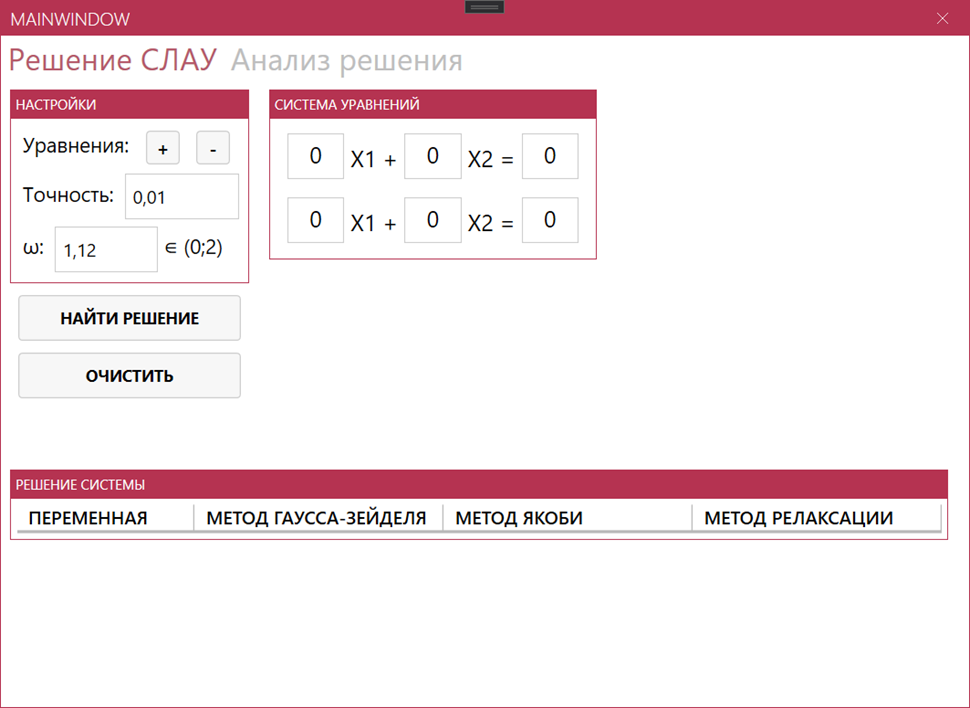 MAINWINDOW
Решение СЛАУ Анализ решения
НАСТРОЙКИ
Уравнения: + -
Точность: 0,01
ω: 1,12 ∈ (0;2)
НАЙТИ РЕШЕНИЕ
ОЧИСТИТЬ
СИСТЕМА УРАВНЕНИЙ
0 X1 + 0 X2 = 0
0 X1 + 0 X2 = 0
РЕШЕНИЕ СИСТЕМЫ
ПЕРЕМЕННАЯ МЕТОД ГАУССА-ЗЕЙДЕЛЯ МЕТОД ЯКОБИ МЕТОД РЕЛАКСАЦИИ